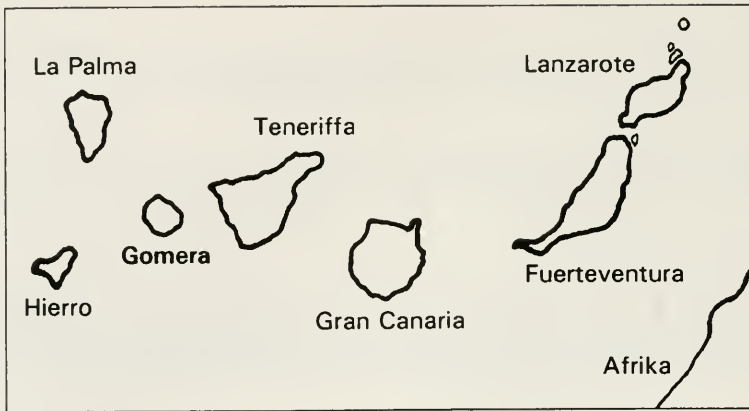 La Palma
Lanzarote
Teneriffa
Gomera
Fuerteventura
Hierro
Gran Canaria
Afrika